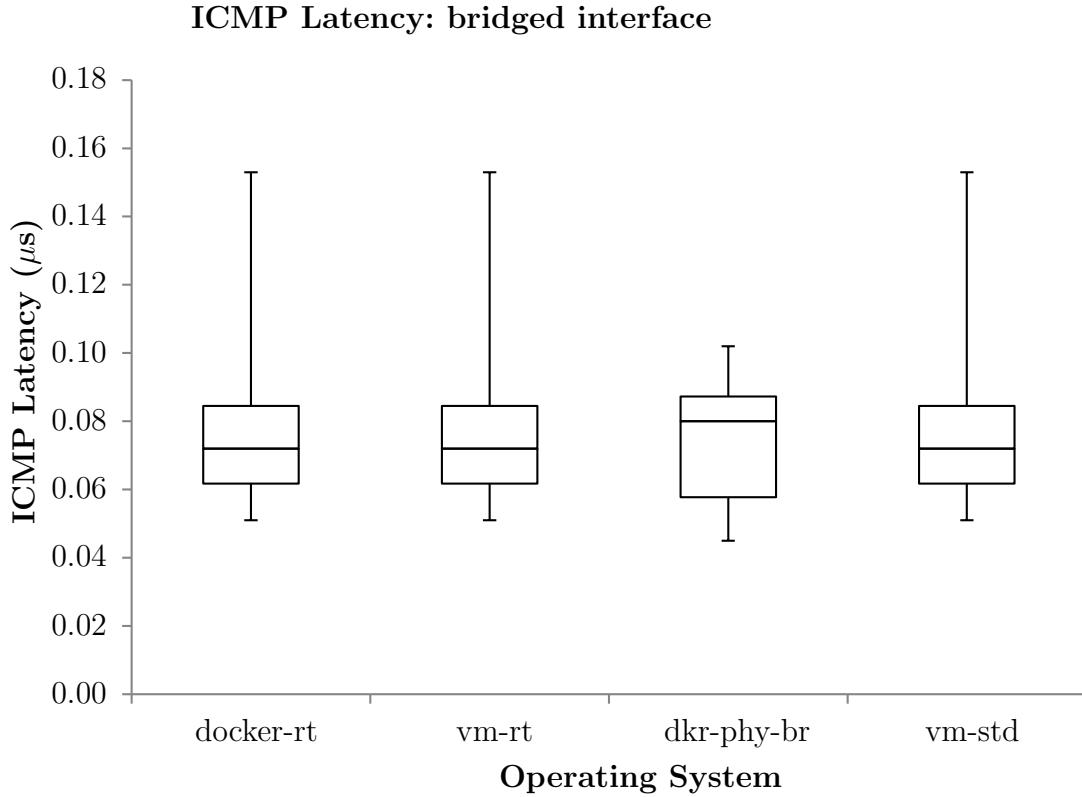 ICMP Latency: bridged interface
ICMP Latency (μs)
0.18
0.16
0.14
0.12
0.10
0.08
0.06
0.04
0.02
0.00
docker-rt vm-rt dkr-phy-br vm-std
Operating System